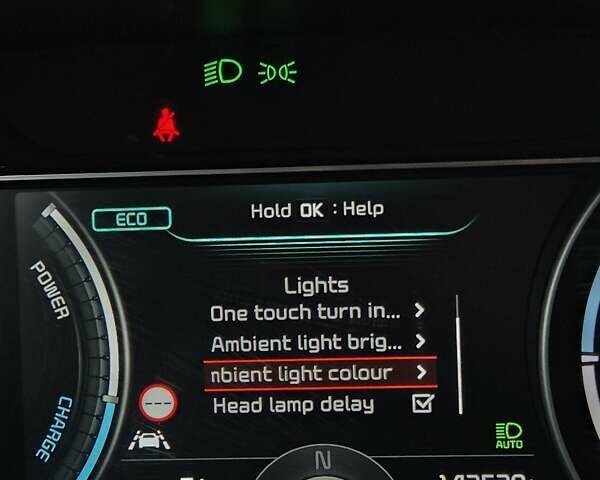 ECO
Hold OK : Help
Lights
One touch turn in... >
Ambient light brig... >
nbient light colour >
Head lamp delay
POWER
CHARGE
---
AUTO
N